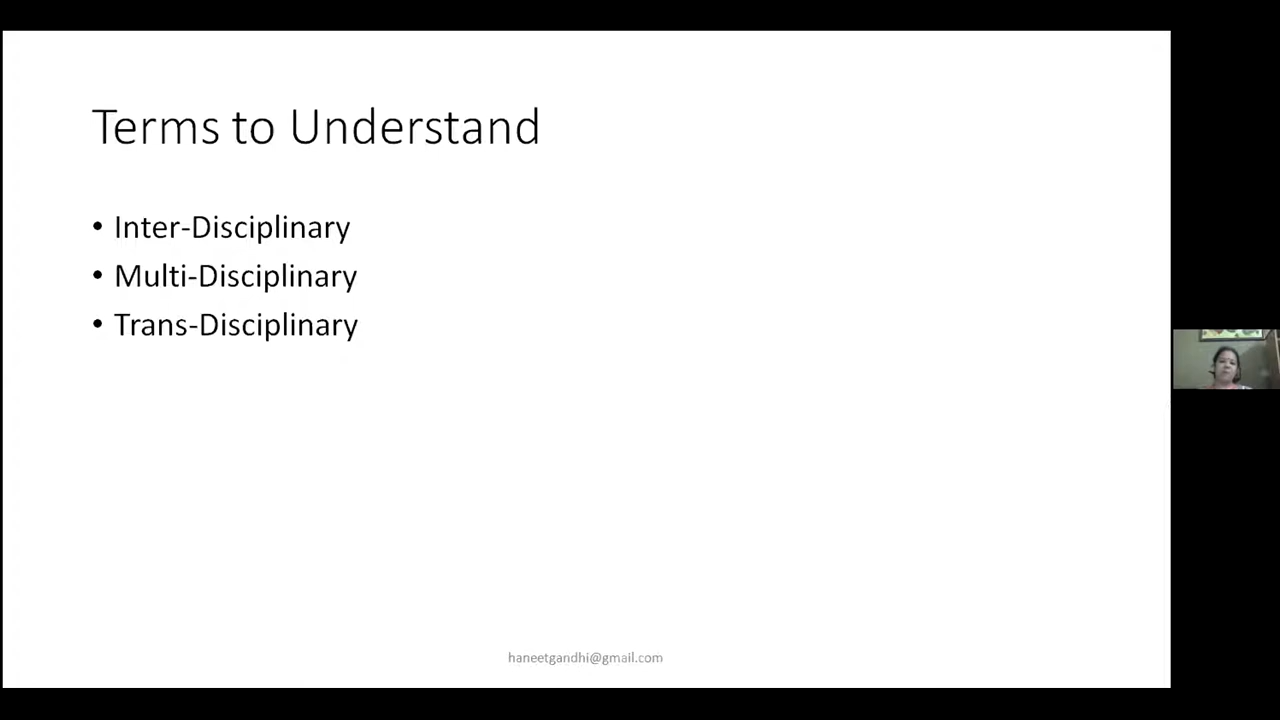 Terms to Understand
• Inter-Disciplinary
• Multi-Disciplinary
• Trans-Disciplinary
haneetgandhi@gmail.com